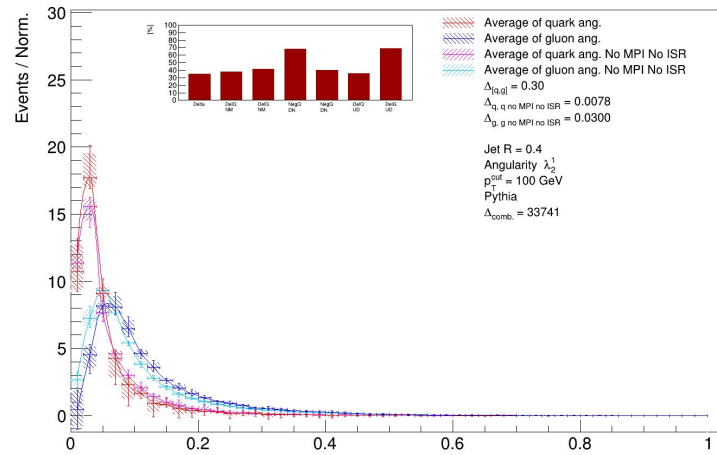 30
25
20
15
10
5
0
Events / Norm.
[%]
100
90
80
70
60
50
40
30
20
10
0
Delta DelQ DelG NegQ NegG DelQ DelG
NM NM DN DN UD UD
Average of quark ang.
Average of gluon ang.
Average of quark ang. No MPI No ISR
Average of gluon ang. No MPI No ISR
Δ[q,g] = 0.30
Δq, q no MPI no ISR = 0.0078
Δg, g no MPI no ISR = 0.0300
Jet R = 0.4
Angularity λ¹₂
pᵀcut = 100 GeV
Pythia
Δcomb. = 33741
0 0.2 0.4 0.6 0.8 1